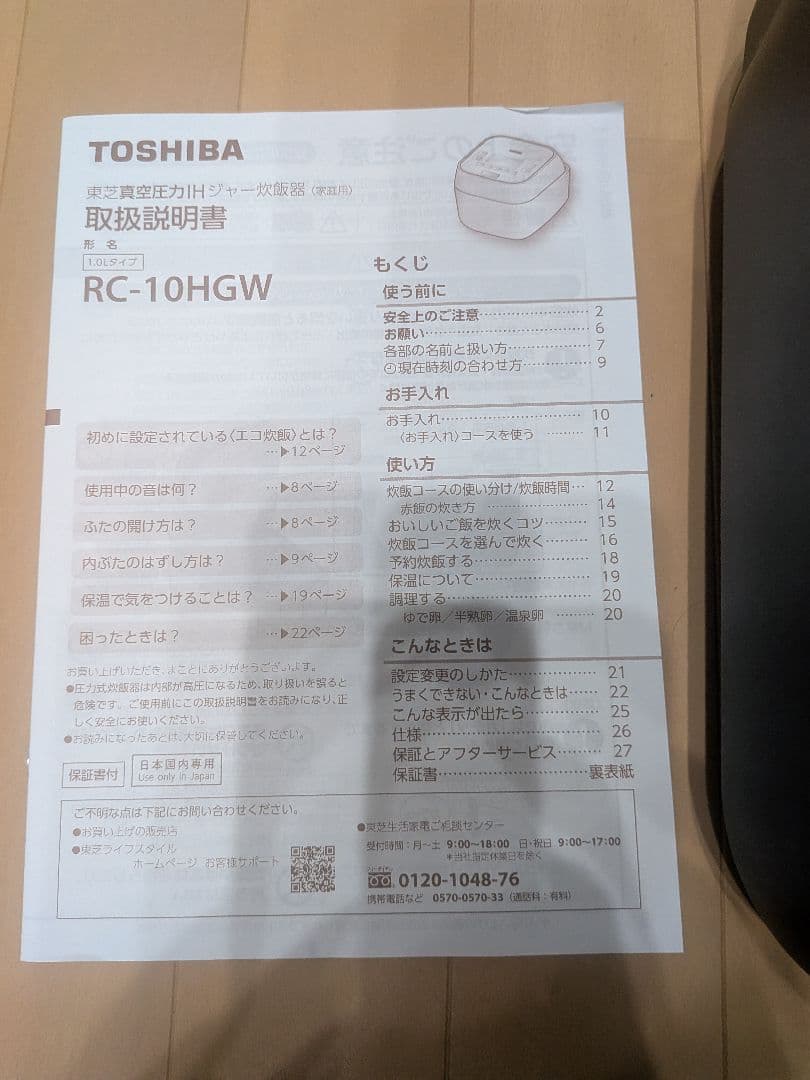 TOSHIBA
東芝真空圧力IHジャー炊飯器〈家庭用〉
取扱説明書
形 名
1.0Lタイプ
RC-10HGW
もくじ
使う前に
安全上のご注意 2
お願い 6
各部の名前と扱い方 7
現在時刻の合わせ方 9
お手入れ
お手入れ 10
〈お手入れ〉コースを使う 11
使い方
炊飯コースの使い分け/炊飯時間 12
赤飯の炊き方 14
おいしいご飯を炊くコツ 15
炊飯コースを選んで炊く 16
予約炊飯する 18
保温について 19
調理する 20
ゆで卵/半熟卵/温泉卵 20
こんなときは
設定変更のしかた 21
うまくできない・こんなときは 22
こんな表示が出たら 25
仕様 26
保証とアフターサービス 27
保証書 裏表紙
初めに設定されている〈エコ炊飯〉とは?
…▶12ページ
使用中の音は何? …▶8ページ
ふたの開け方は? …▶8ページ
内ぶたのはずし方は? …▶9ページ
保温で気をつけることは? …▶19ページ
困ったときは? …▶22ページ
お買い上げいただき、まことにありがとうございます。
●圧力式炊飯器は内部が高圧になるため、取り扱いを誤ると
危険です。ご使用前にこの取扱説明書をお読みになり、正
しく安全にお使いください。
●お読みになったあとは、大切に保管してください。
保証書付
日本国内専用
Use only in Japan
ご不明な点は下記にお問い合わせください。
●お買い上げの販売店
●東芝ライフスタイル
ホームページ お客様サポート
●東芝生活家電ご相談センター
受付時間:月~土 9:00~18:00 日・祝日 9:00~17:00
*当社指定休業日を除く
0120-1048-76
携帯電話など 0570-0570-33(通話料:有料)